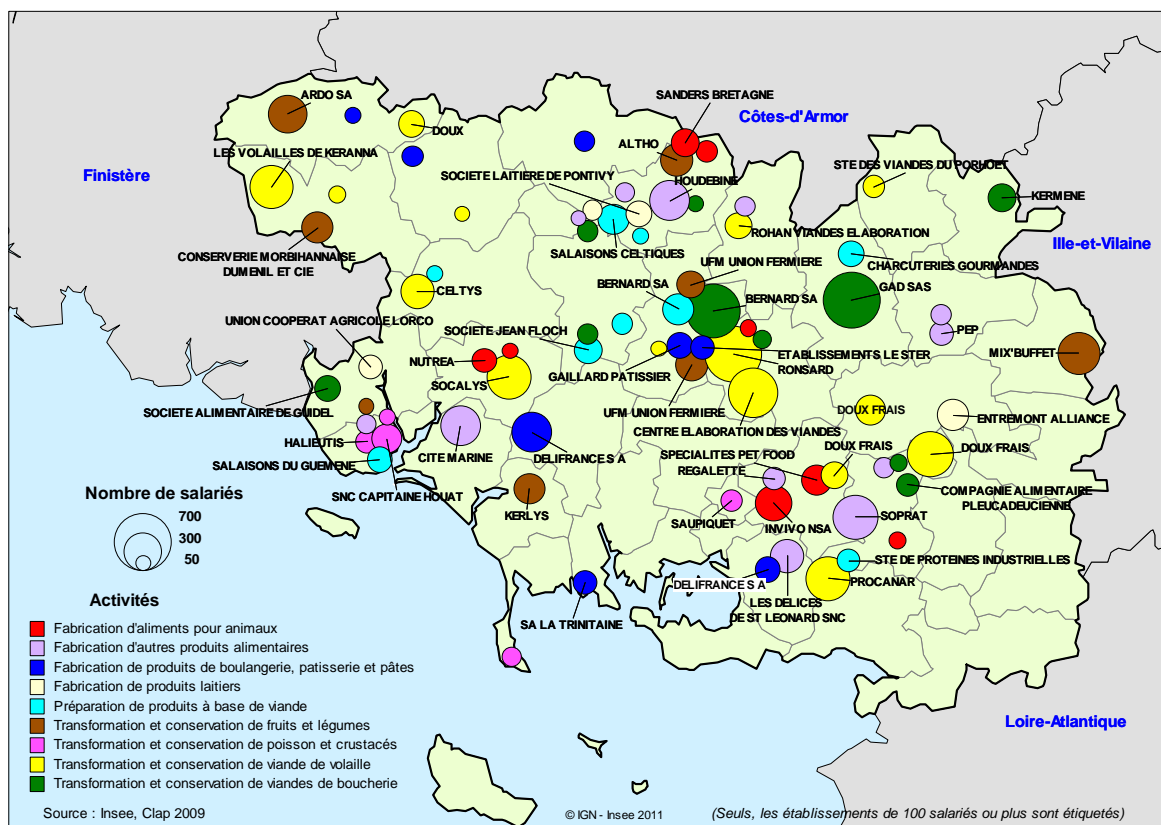 Côtes-d'Armor
Finistère
Ille-et-Vilaine
Loire-Atlantique
ARDO SA
DOUX
LES VOLAILLES DE KERANNA
CONSERVERIE MORBIHANNAISE
DUMENIL ET CIE
SANDERS BRETAGNE
ALTHO
SOCIETE LAITIERE DE PONTIVY
HOUDEBINE
SALAISONS CELTIQUES
STE DES VIANDES DU PORHOET
KERMENE
ROHAN VIANDES ELABORATION
CHARCUTERIES GOURMANDES
UFM UNION FERMIERE
BERNARD SA
BERNARD SA
GAD SAS
CELTYS
UNION COOPERAT AGRICOLE LORCO
SOCIETE JEAN FLOCH
PEP
MIX'BUFFET
NUTREA
SOCALYS
GAILLARD PATISSIER
ETABLISSEMENTS LE STER
RONSARD
SOCIETE ALIMENTAIRE DE GUIDEL
UFM UNION FERMIERE
CENTRE ELABORATION DES VIANDES
DOUX FRAIS
ENTREMONT ALLIANCE
HALIEUTIS
SALAISONS DU GUEMENE
SNC CAPITAINE HOUAT
CITE MARINE
DELIFRANCE S A
SPECIALITES PET FOOD
REGALETTE
DOUX FRAIS
DOUX FRAIS
COMPAGNIE ALIMENTAIRE
PLEUCADEUCIENNE
KERLYS
SAUPIQUET
INVIVO NSA
SOPRAT
STE DE PROTEINES INDUSTRIELLES
DELIFRANCE S A
PROCANAR
LES DELICES
DE ST LEONARD SNC
SA LA TRINITAINE
Nombre de salariés
700
300
50
Activités
Fabrication d'aliments pour animaux
Fabrication d'autres produits alimentaires
Fabrication de produits de boulangerie, patisserie et pâtes
Fabrication de produits laitiers
Préparation de produits à base de viande
Transformation et conservation de fruits et légumes
Transformation et conservation de poisson et crustacés
Transformation et conservation de viande de volaille
Transformation et conservation de viandes de boucherie
Source : Insee, Clap 2009
© IGN - Insee 2011
(Seuls, les établissements de 100 salariés ou plus sont étiquetés)